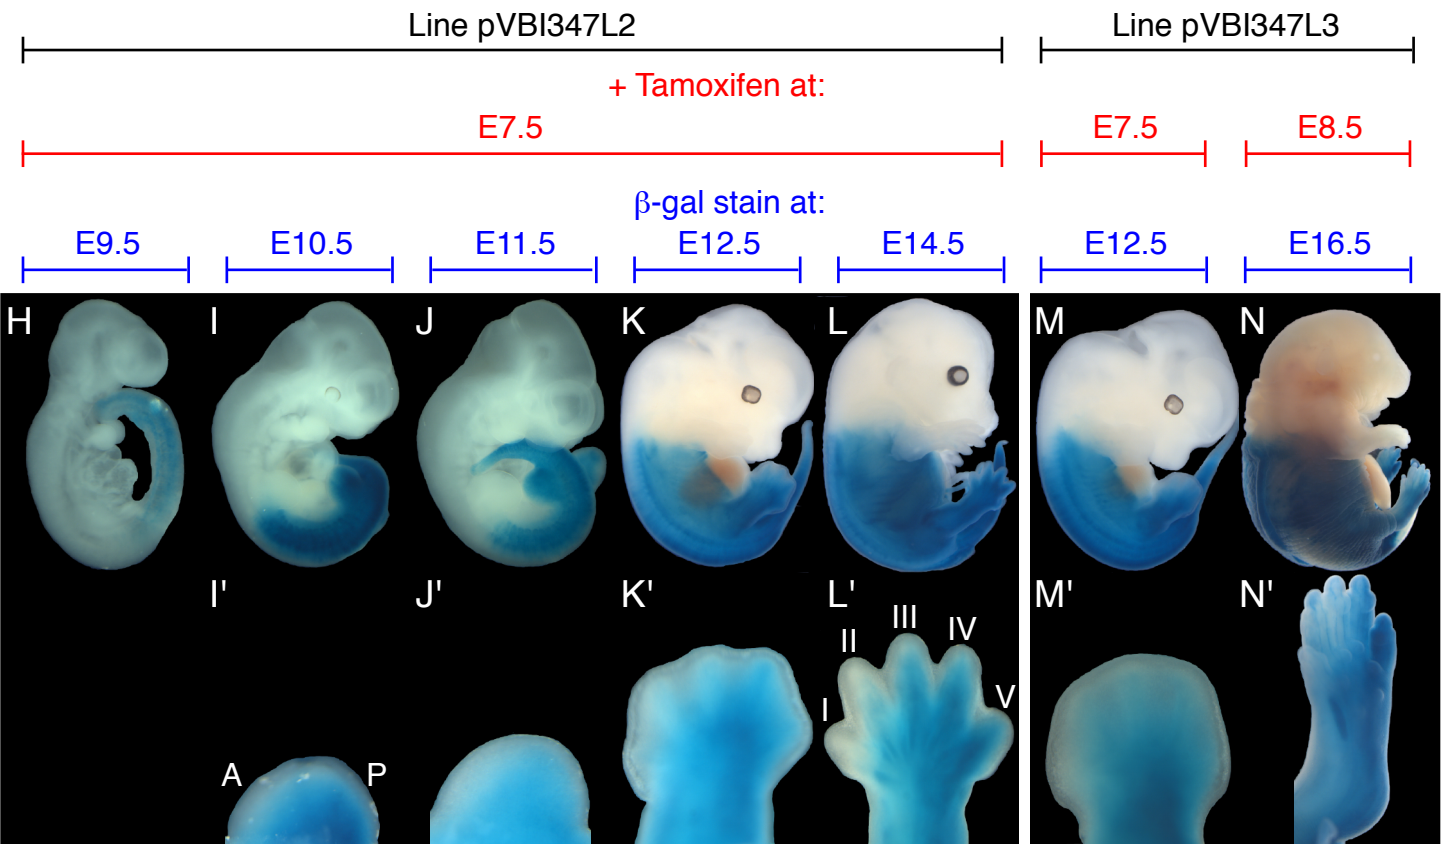 Line pVBI347L2 Line pVBI347L3
+ Tamoxifen at:
E7.5 E7.5 E8.5
β-gal stain at:
E9.5 E10.5 E11.5 E12.5 E14.5 E12.5 E16.5
H I J K L M N
I' J' K' L' M' N'
I II III IV V
A P